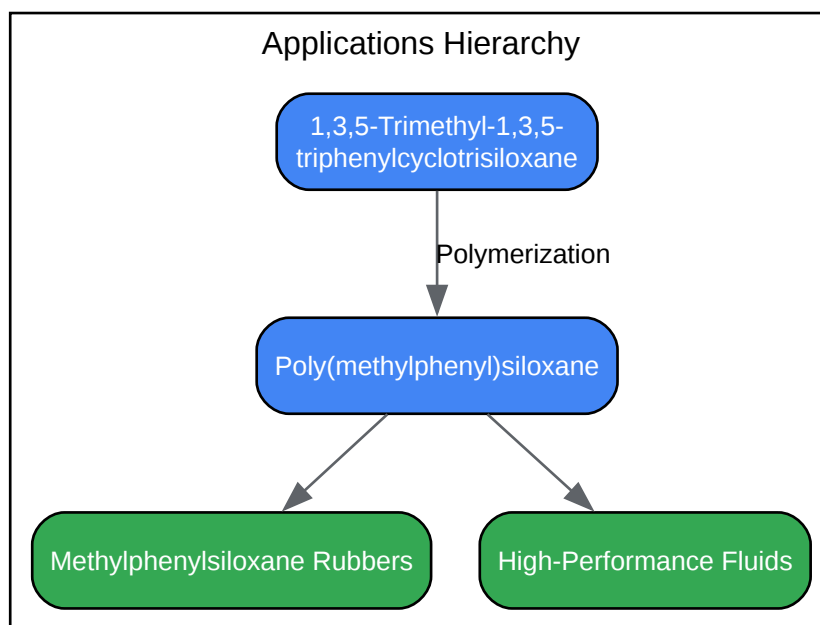 Applications Hierarchy
1,3,5-Trimethyl-1,3,5-
triphenylcyclotrisiloxane
Polymerization
Poly(methylphenyl)siloxane
Methylphenylsiloxane Rubbers
High-Performance Fluids